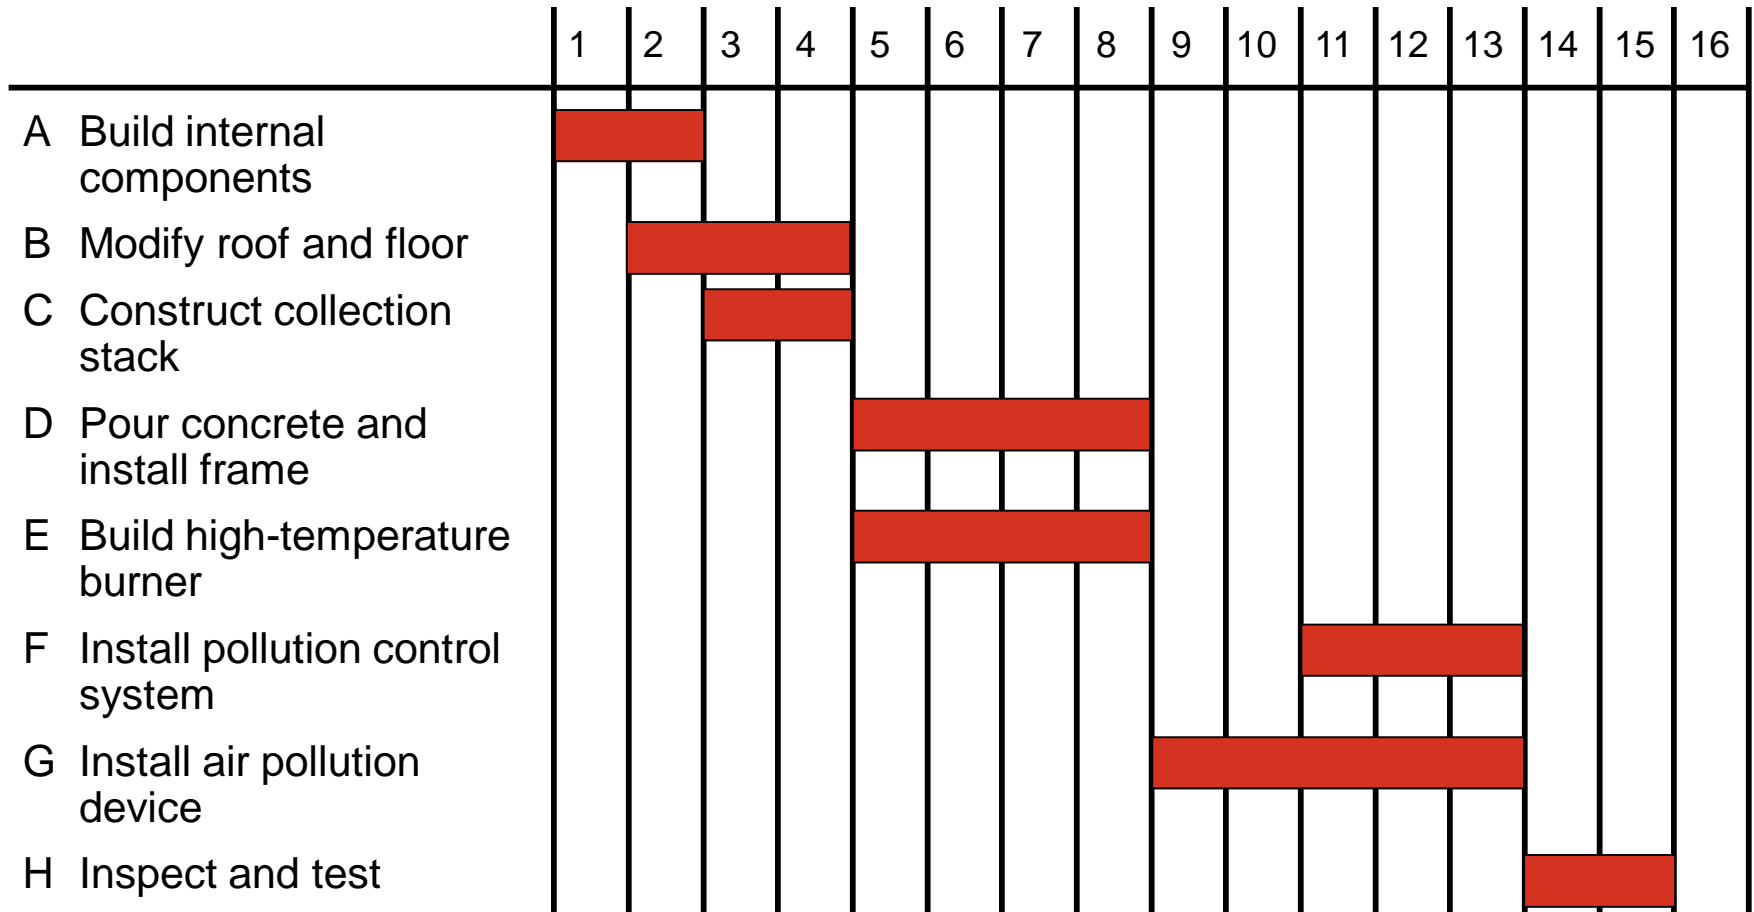 1 2 3 4 5 6 7 8 9 10 11 12 13 14 15 16
A Build internal
components
B Modify roof and floor
C Construct collection
stack
D Pour concrete and
install frame
E Build high-temperature
burner
F Install pollution control
system
G Install air pollution
device
H Inspect and test